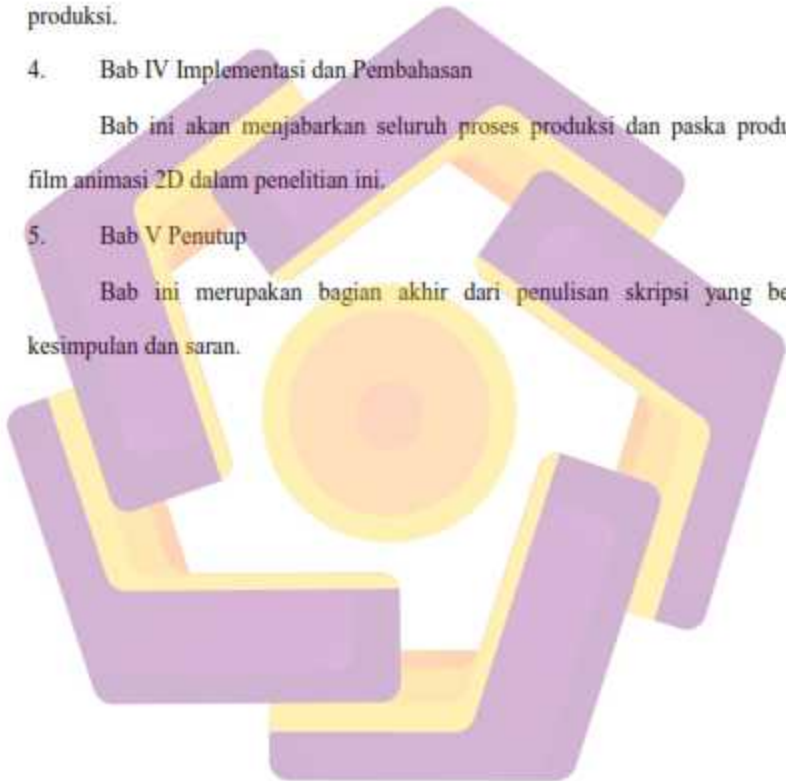 produksi.
4. Bab IV Implementasi dan Pembahasan
Bab ini akan menjabarkan seluruh proses produksi dan paska produ
film animasi 2D dalam penelitian ini.
5. Bab V Penutup
Bab ini merupakan bagian akhir dari penulisan skripsi yang be
kesimpulan dan saran.